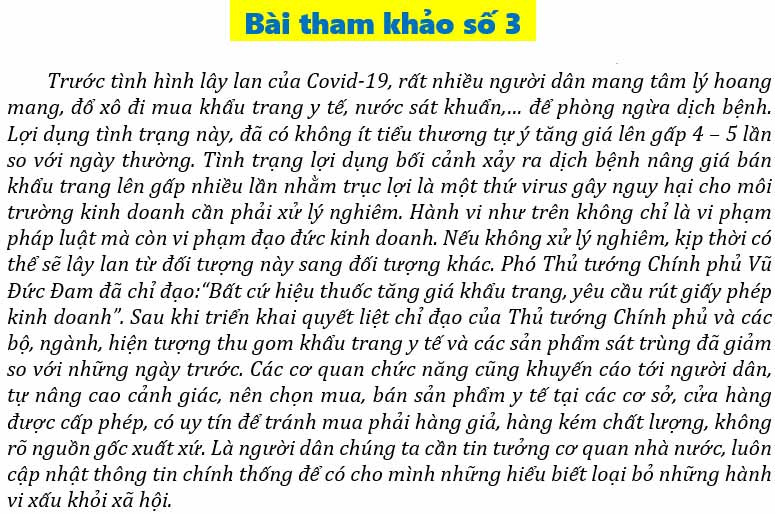 Bài tham khảo số 3
Trước tình hình lây lan của Covid-19, rất nhiều người dân mang tâm lý hoang
mang, đổ xô đi mua khẩu trang y tế, nước sát khuẩn,... để phòng ngừa dịch bệnh.
Lợi dụng tình trạng này, đã có không ít tiểu thương tự ý tăng giá lên gấp 4 – 5 lần
so với ngày thường. Tình trạng lợi dụng bối cảnh xảy ra dịch bệnh nâng giá bán
khẩu trang lên gấp nhiều lần nhằm trục lợi là một thứ virus gây nguy hại cho môi
trường kinh doanh cần phải xử lý nghiêm. Hành vi như trên không chỉ là vi phạm
pháp luật mà còn vi phạm đạo đức kinh doanh. Nếu không xử lý nghiêm, kịp thời có
thể sẽ lây lan từ đối tượng này sang đối tượng khác. Phó Thủ tướng Chính phủ Vũ
Đức Đam đã chỉ đạo:“Bất cứ hiệu thuốc tăng giá khẩu trang, yêu cầu rút giấy phép
kinh doanh”. Sau khi triển khai quyết liệt chỉ đạo của Thủ tướng Chính phủ và các
bộ, ngành, hiện tượng thu gom khẩu trang y tế và các sản phẩm sát trùng đã giảm
so với những ngày trước. Các cơ quan chức năng cũng khuyến cáo tới người dân,
tự nâng cao cảnh giác, nên chọn mua, bán sản phẩm y tế tại các cơ sở, cửa hàng
được cấp phép, có uy tín để tránh mua phải hàng giả, hàng kém chất lượng, không
rõ nguồn gốc xuất xứ. Là người dân chúng ta cần tin tưởng cơ quan nhà nước, luôn
cập nhật thông tin chính thống để có cho mình những hiểu biết loại bỏ những hành
vi xấu khỏi xã hội.